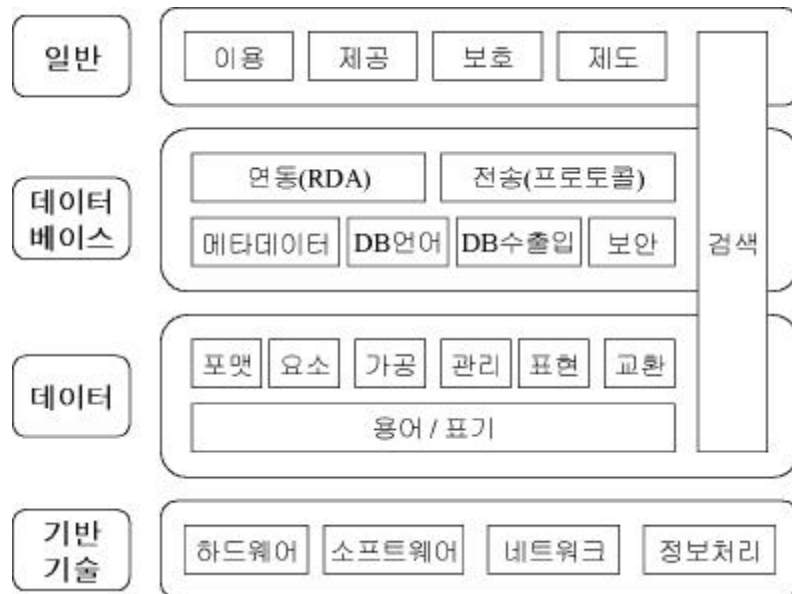 일반
이용 제공 보호 제도
데이터
베이스
연동(RDA) 전송(프로토콜)
메타데이터 DB언어 DB수출입 보안
검색
데이터
포맷 요소 가공 관리 표현 교환
용어 / 표기
기반
기술
하드웨어 소프트웨어 네트워크 정보처리